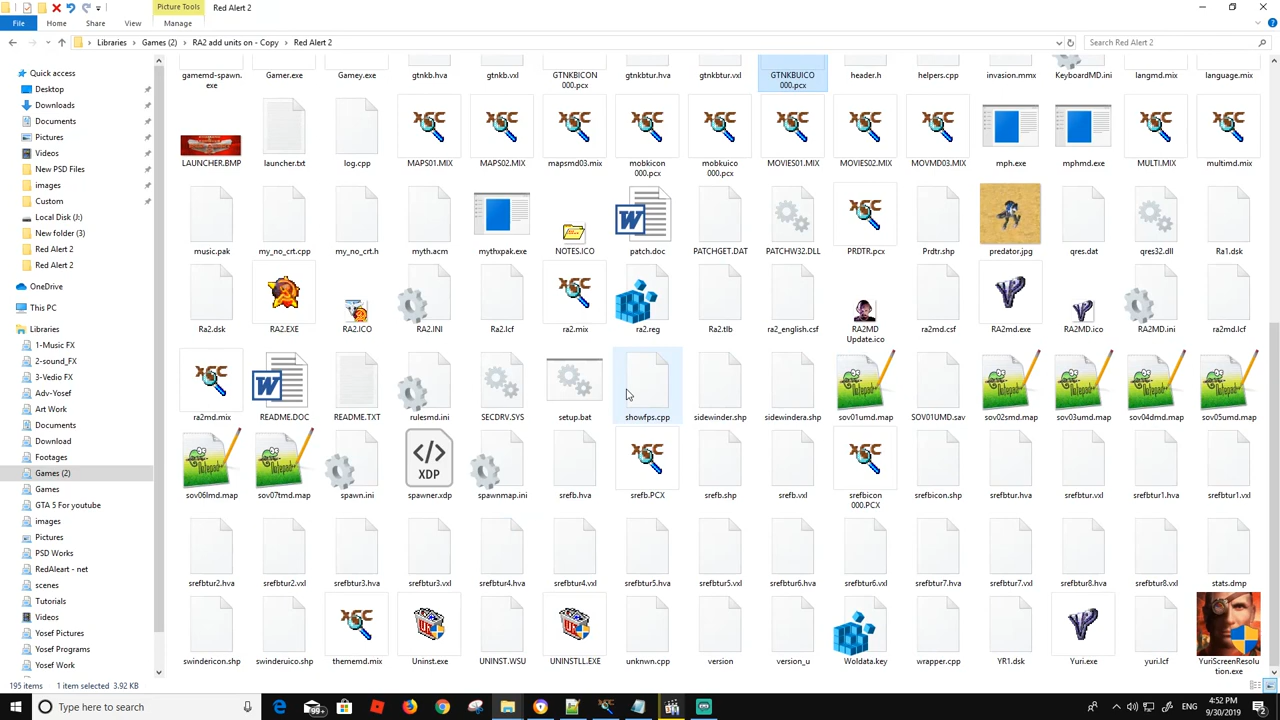 Picture Tools
Red Alert 2
File
Home
Share
View
Manage
Libraries
Games (2)
RA2 add units on - Copy
Red Alert 2
Search Red Alert 2
Quick access
Desktop
Downloads
Documents
Pictures
Videos
New PSD Files
images
Custom
Local Disk (J:)
New folder (3)
Red Alert 2
Red Alert 2
OneDrive
This PC
Libraries
1-Music FX
2-sound_FX
3-Vedio FX
Adv-Yosef
Art Work
Documents
Download
Footages
Games (2)
Games
GTA 5 For youtube
images
Pictures
PSD Works
RedAleart - net
scenes
Tutorials
Videos
Yosef Pictures
Yosef Programs
Yosef Work
gamemd-spawn.
exe
Gamer.exe
Gamey.exe
gtnkb.hva
gtnkb.vxl
GTNKBICON
000.pcx
gtnkbtur.hva
gtnkbtur.vxl
GTNKBUICO
000.pcx
header.h
helpers.cpp
invasion.mmx
KeyboardMD.ini
langmd.mix
language.mix
LAUNCHER.BMP
launcher.txt
log.cpp
MAPS01.MIX
MAPS02.MIX
mapsmd03.mix
mobkicon
000.pcx
mobkuico
000.pcx
MOVIES01.MIX
MOVIES02.MIX
MOVMD03.MIX
mph.exe
mphmd.exe
MULTI.MIX
multimd.mix
music.pak
my_no_crt.cpp
my_no_crt.h
myth.acm
mythxpak.exe
NOTES.ICO
patch.doc
PATCHGET.DAT
PATCHW32.DLL
PRDTR.pcx
Prdtr.shp
predator.jpg
qres.dat
qres32.dll
Ra1.dsk
Ra2.dsk
RA2.EXE
RA2.ICO
RA2.INI
Ra2.lcf
ra2.mix
ra2.reg
Ra2.tlb
ra2_english.csf
RA2MD
Update.ico
ra2md.csf
RA2md.exe
RA2MD.ico
RA2MD.ini
ra2md.lcf
ra2md.mix
README.DOC
README.TXT
rulesmd.ini
SECDRV.SYS
setup.bat
showfps.cpp
sidewinder.shp
sidewindera.shp
sov01umd.map
SOV01UMD.sav
sov02smd.map
sov03umd.map
sov04dmd.map
sov05umd.map
sov06lmd.map
sov07tmd.map
spawn.ini
XDP
spawner.xdp
spawnmap.ini
srefb.hva
srefb.PCX
srefb.shp
srefb.vxl
srefbicon
000.PCX
srefbicon.shp
srefbtur.hva
srefbtur.vxl
srefbtur1.hva
srefbtur1.vxl
srefbtur2.hva
srefbtur2.vxl
srefbtur3.hva
srefbtur3.vxl
srefbtur4.hva
srefbtur4.vxl
srefbtur5.hva
srefbtur5.vxl
srefbtur6.hva
srefbtur6.vxl
srefbtur7.hva
srefbtur7.vxl
srefbtur8.hva
srefbtur8.vxl
stats.dmp
swindericon.shp
swinderuico.shp
thememd.mix
Uninst.exe
UNINST.WSU
UNINSTLL.EXE
unknwn.cpp
version
version_u
Woldata.key
wrapper.cpp
YR1.dsk
Yuri.exe
yuri.lcf
YuriScreenResolu
tion.exe
195 items
1 item selected 3.92 KB
Type here to search
99+
4:52 PM
9/30/2019